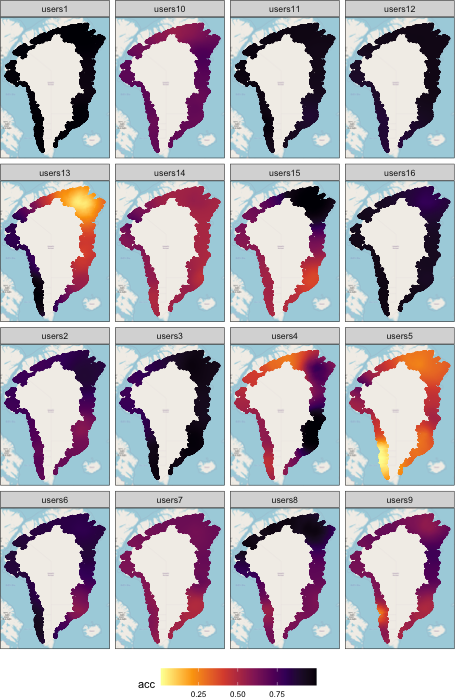 users1 users10 users11 users12
users13 users14 users15 users16
users2 users3 users4 users5
users6 users7 users8 users9
acc
0.25 0.50 0.75